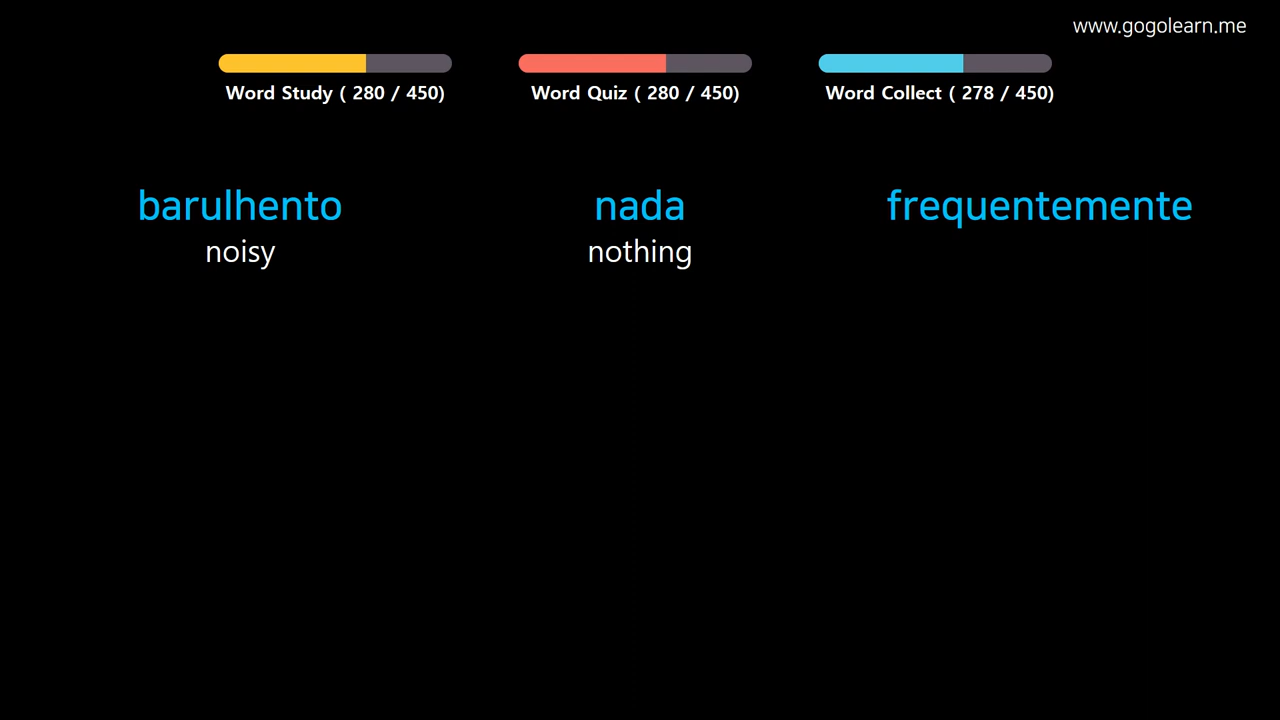 www.gogolearn.me
Word Study ( 280 / 450)
Word Quiz ( 280 / 450)
Word Collect ( 278 / 450)
barulhento
noisy
nada
nothing
frequentemente